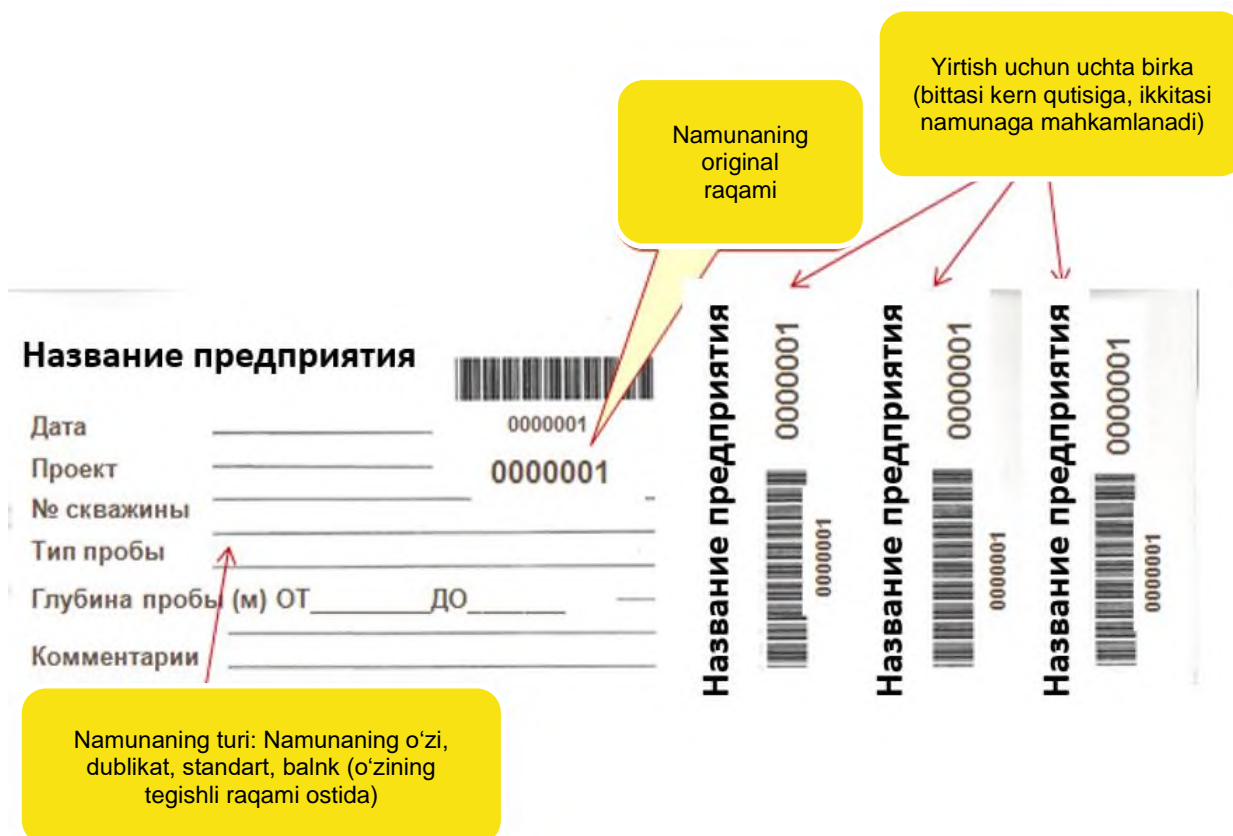 Yirtish uchun uchta birka
(bittasi kern qutisiga, ikkitasi
namunaga mahkamlanadi)
Namunaning
original
raqami
Название предприятия
0000001
Дата
0000001
Проект
№ скважины
Тип пробы
Глубина пробы (м) ОТ________ДО______
Комментарии
Название предприятия
0000001
0000001
Название предприятия
0000001
0000001
Название предприятия
0000001
0000001
Namunaning turi: Namunaning o‘zi,
dublikat, standart, balnk (o‘zining
tegishli raqami ostida)